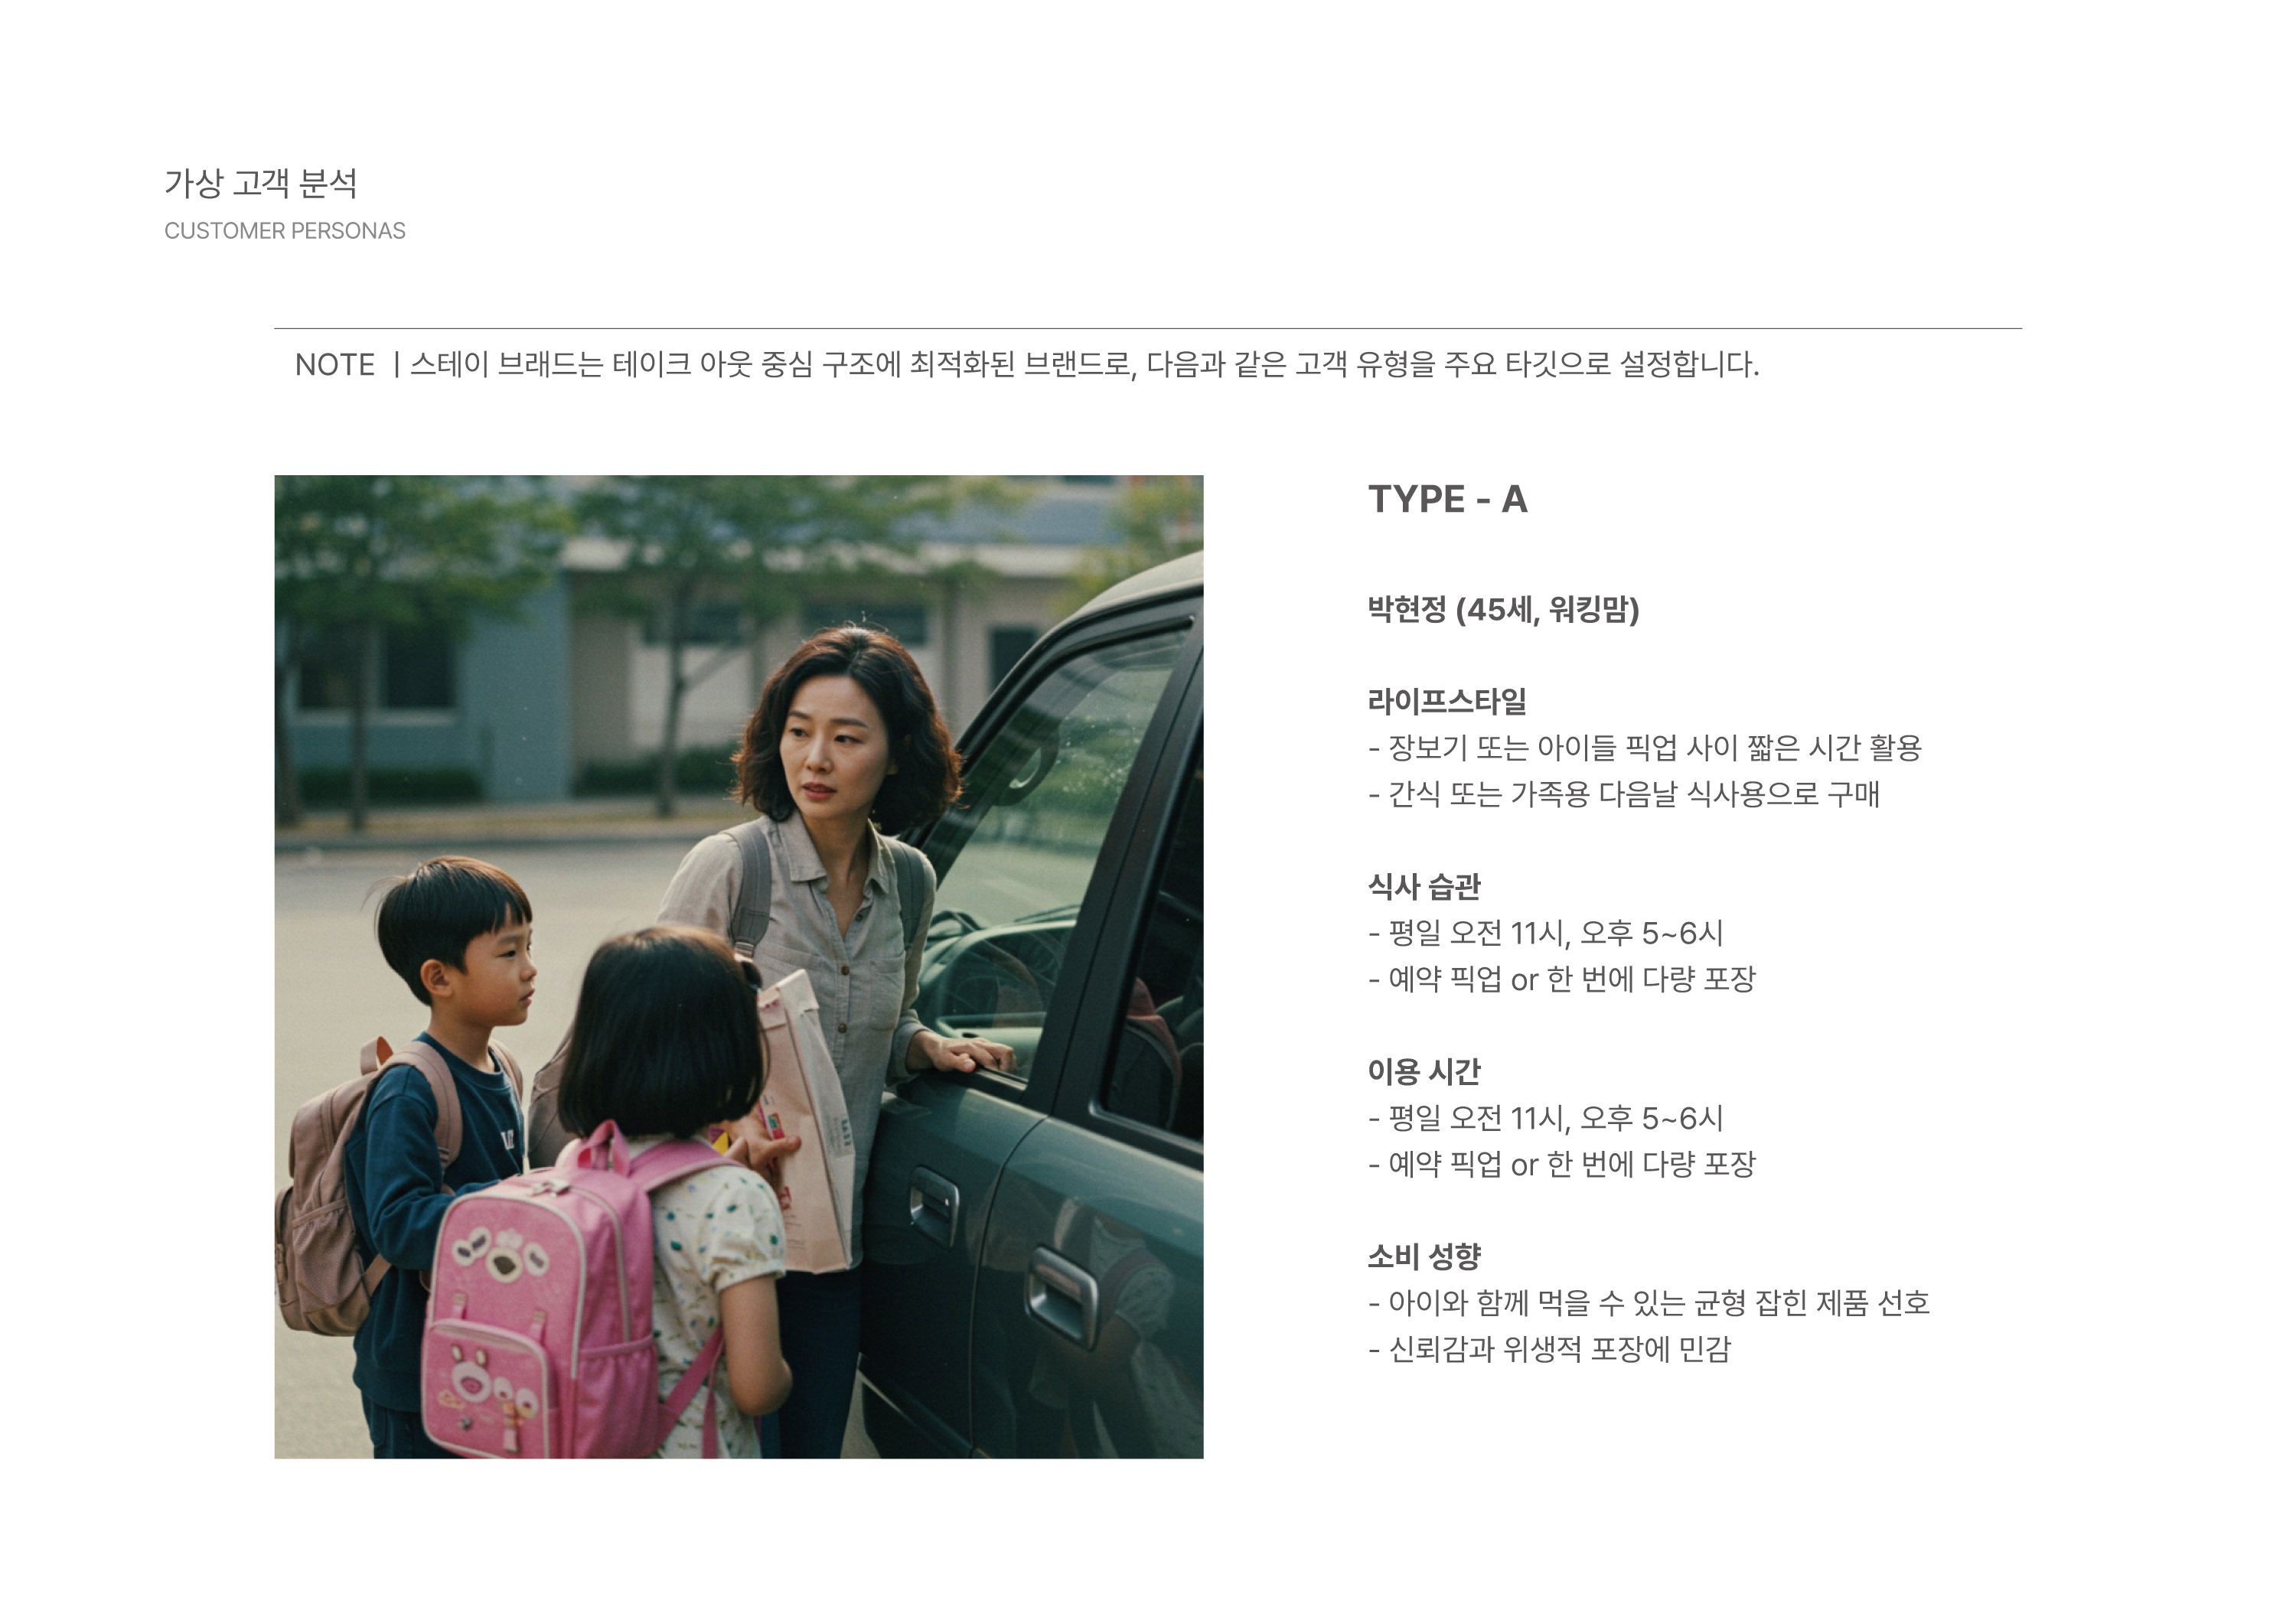 가상 고객 분석
CUSTOMER PERSONAS
NOTE | 스테이 브래드는 테이크 아웃 중심 구조에 최적화된 브랜드로, 다음과 같은 고객 유형을 주요 타깃으로 설정합니다.
TYPE - A
박현정 (45세, 워킹맘)
라이프스타일
- 장보기 또는 아이들 픽업 사이 짧은 시간 활용
- 간식 또는 가족용 다음날 식사용으로 구매
식사 습관
- 평일 오전 11시, 오후 5~6시
- 예약 픽업 or 한 번에 다량 포장
이용 시간
- 평일 오전 11시, 오후 5~6시
- 예약 픽업 or 한 번에 다량 포장
소비 성향
- 아이와 함께 먹을 수 있는 균형 잡힌 제품 선호
- 신뢰감과 위생적 포장에 민감